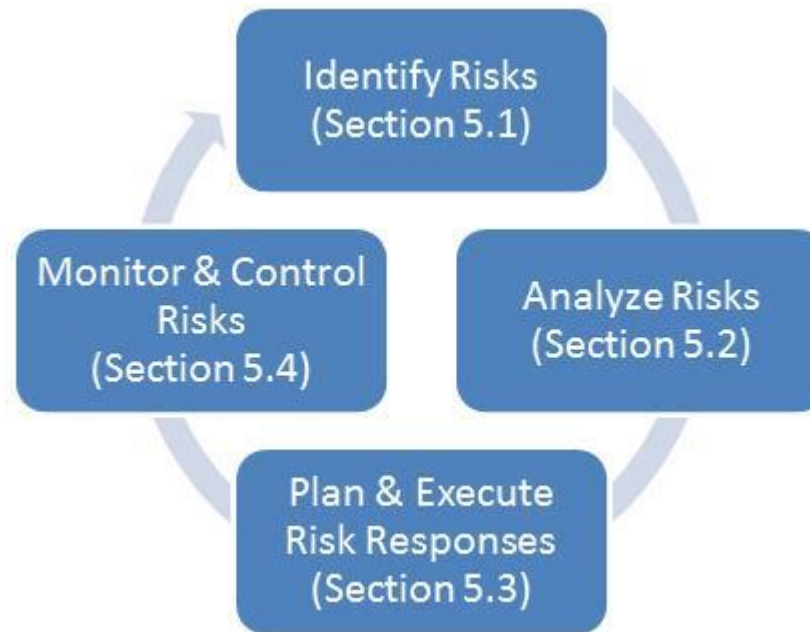 Identify Risks
(Section 5.1)
Analyze Risks
(Section 5.2)
Plan & Execute
Risk Responses
(Section 5.3)
Monitor & Control
Risks
(Section 5.4)